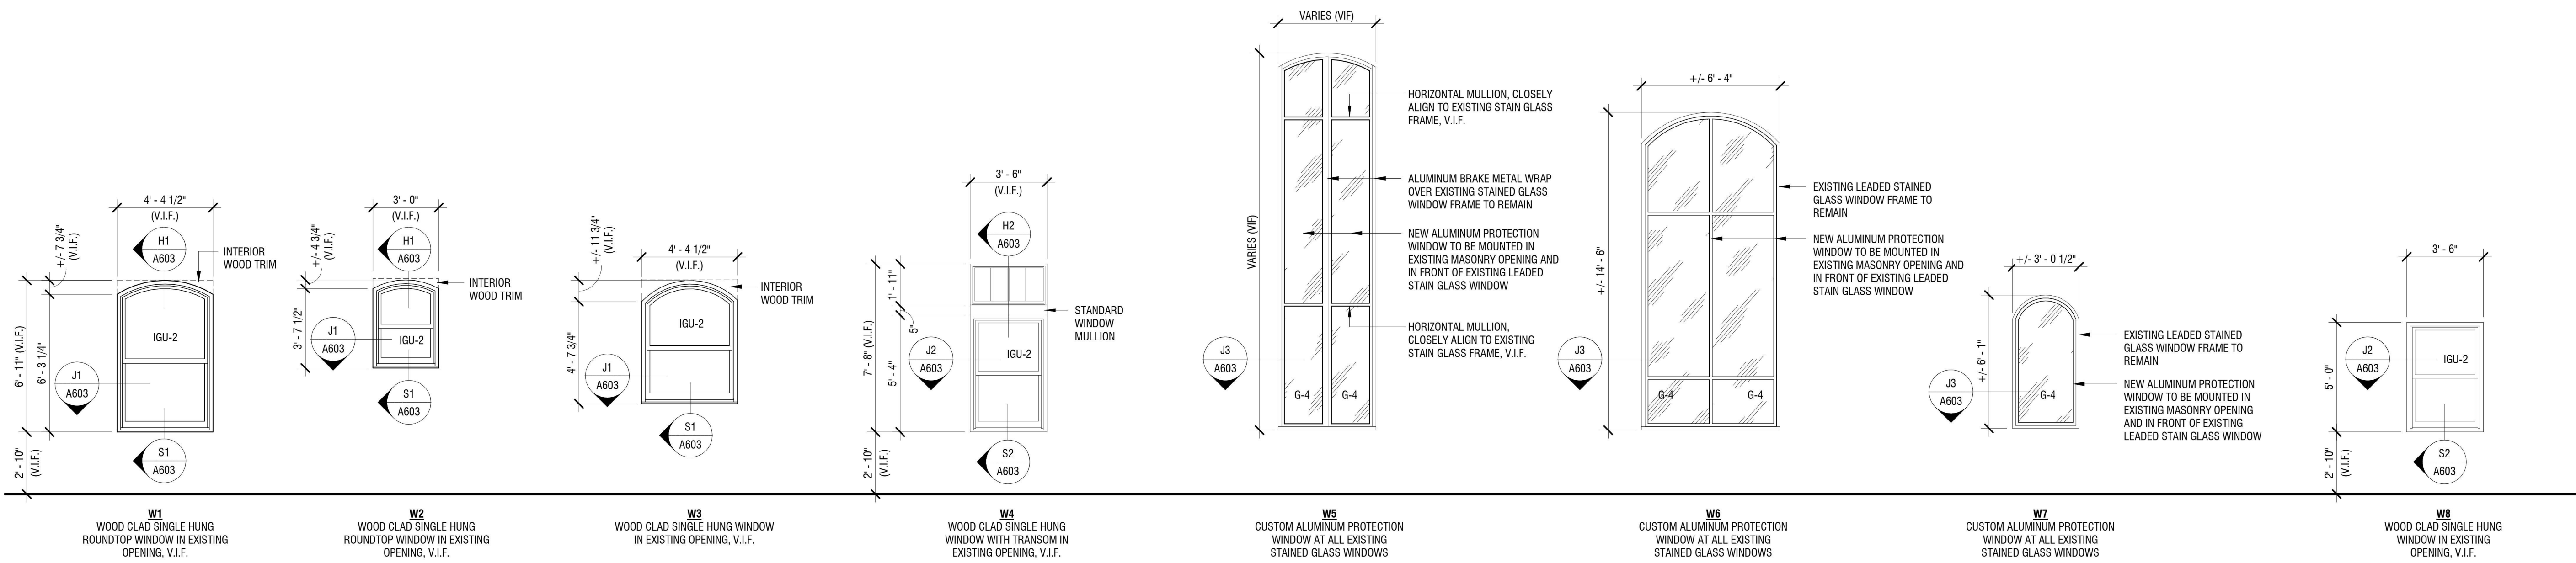 4' - 4 1/2"
(V.I.F.)
+/- 7 3/4"
(V.I.F.)
H1
A603
INTERIOR
WOOD TRIM
6' - 11" (V.I.F.)
6' - 3 1/4"
IGU-2
J1
A603
S1
A603
2' - 10"
(V.I.F.)
W1
WOOD CLAD SINGLE HUNG
ROUNDTOP WINDOW IN EXISTING
OPENING, V.I.F.
3' - 0"
(V.I.F.)
+/- 4 3/4"
(V.I.F.)
H1
A603
INTERIOR
WOOD TRIM
3' - 7 1/2"
J1
A603
IGU-2
S1
A603
W2
WOOD CLAD SINGLE HUNG
ROUNDTOP WINDOW IN EXISTING
OPENING, V.I.F.
+/- 11 3/4"
(V.I.F.)
4' - 4 1/2"
(V.I.F.)
INTERIOR
WOOD TRIM
4' - 7 3/4"
IGU-2
J1
A603
S1
A603
W3
WOOD CLAD SINGLE HUNG WINDOW
IN EXISTING OPENING, V.I.F.
3' - 6"
(V.I.F.)
H2
A603
1' - 11"
5"
STANDARD
WINDOW
MULLION
7' - 8" (V.I.F.)
5' - 4"
J2
A603
IGU-2
S2
A603
2' - 10"
(V.I.F.)
W4
WOOD CLAD SINGLE HUNG
WINDOW WITH TRANSOM IN
EXISTING OPENING, V.I.F.
VARIES (VIF)
VARIES (VIF)
HORIZONTAL MULLION, CLOSELY
ALIGN TO EXISTING STAIN GLASS
FRAME, V.I.F.
ALUMINUM BRAKE METAL WRAP
OVER EXISTING STAINED GLASS
WINDOW FRAME TO REMAIN
NEW ALUMINUM PROTECTION
WINDOW TO BE MOUNTED IN
EXISTING MASONRY OPENING AND
IN FRONT OF EXISTING LEADED
STAIN GLASS WINDOW
HORIZONTAL MULLION,
CLOSELY ALIGN TO EXISTING
STAIN GLASS FRAME, V.I.F.
J3
A603
G-4
G-4
W5
CUSTOM ALUMINUM PROTECTION
WINDOW AT ALL EXISTING
STAINED GLASS WINDOWS
+/- 6' - 4"
+/- 14' - 6"
EXISTING LEADED STAINED
GLASS WINDOW FRAME TO
REMAIN
NEW ALUMINUM PROTECTION
WINDOW TO BE MOUNTED IN
EXISTING MASONRY OPENING AND
IN FRONT OF EXISTING LEADED
STAIN GLASS WINDOW
J3
A603
G-4
G-4
W6
CUSTOM ALUMINUM PROTECTION
WINDOW AT ALL EXISTING
STAINED GLASS WINDOWS
+/- 3' - 0 1/2"
+/- 6' - 1"
EXISTING LEADED STAINED
GLASS WINDOW FRAME TO
REMAIN
NEW ALUMINUM PROTECTION
WINDOW TO BE MOUNTED IN
EXISTING MASONRY OPENING
AND IN FRONT OF EXISTING
LEADED STAIN GLASS WINDOW
J3
A603
G-4
W7
CUSTOM ALUMINUM PROTECTION
WINDOW AT ALL EXISTING
STAINED GLASS WINDOWS
3' - 6"
5' - 0"
J2
A603
IGU-2
S2
A603
2' - 10"
(V.I.F.)
W8
WOOD CLAD SINGLE HUNG
WINDOW IN EXISTING
OPENING, V.I.F.